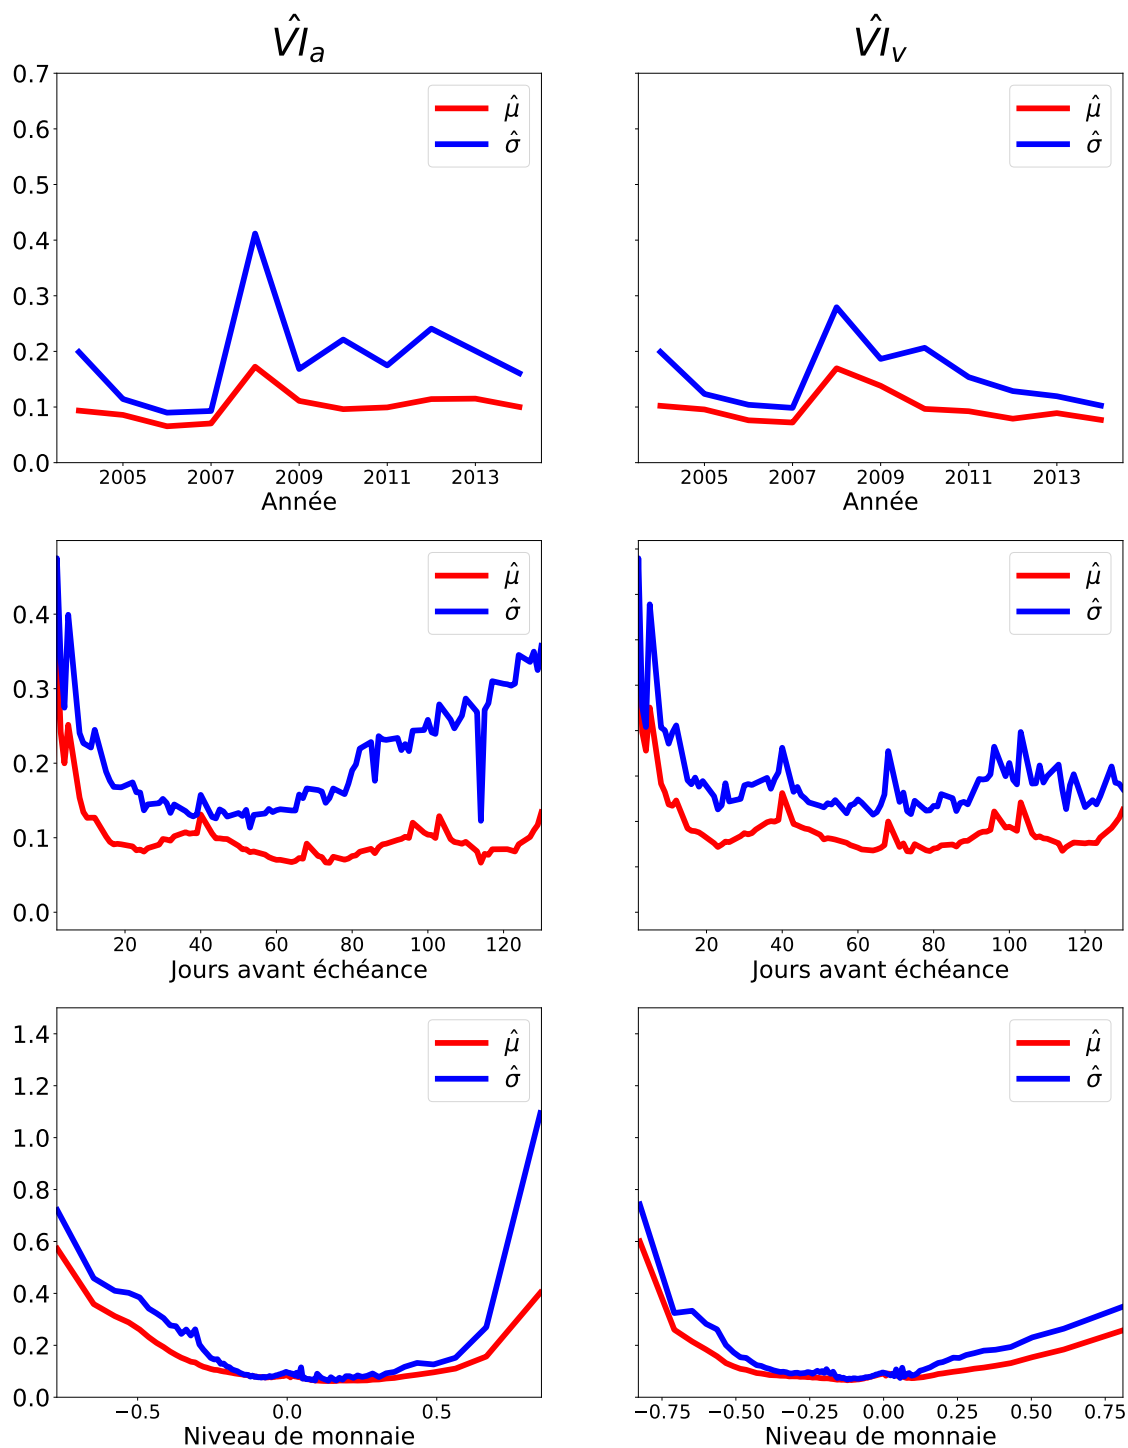 V̂I_a
V̂I_v
0.7
0.6
0.5
0.4
0.3
0.2
0.1
0.0
μ̂
σ̂
μ̂
σ̂
2005 2007 2009 2011 2013
2005 2007 2009 2011 2013
Année
Année
0.4
0.3
0.2
0.1
0.0
μ̂
σ̂
μ̂
σ̂
20 40 60 80 100 120
20 40 60 80 100 120
Jours avant échéance
Jours avant échéance
1.4
1.2
1.0
0.8
0.6
0.4
0.2
0.0
μ̂
σ̂
μ̂
σ̂
−0.5 0.0 0.5
−0.75 −0.50 −0.25 0.00 0.25 0.50 0.75
Niveau de monnaie
Niveau de monnaie